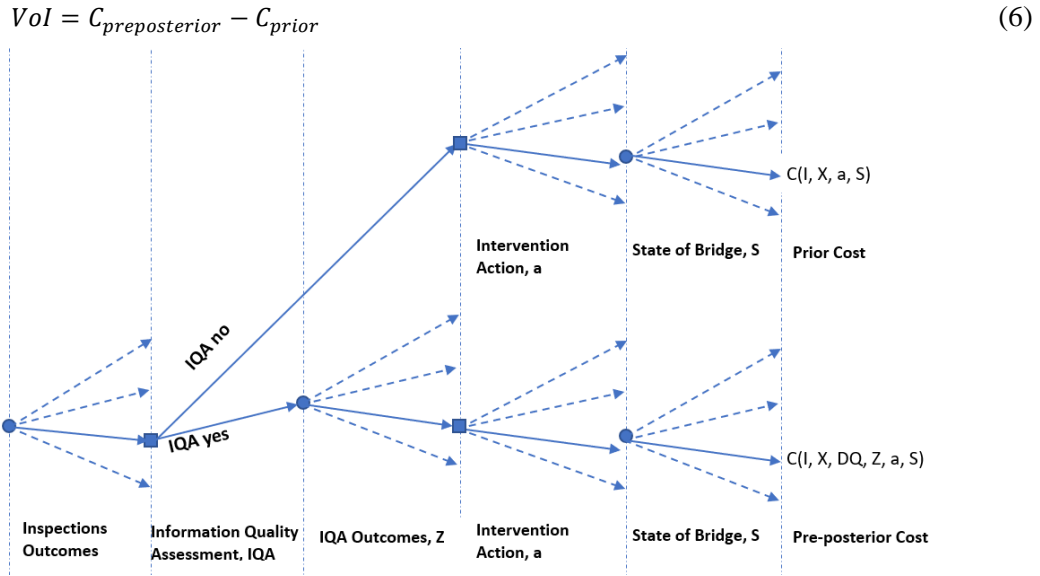 VoI = C_preposterior − C_prior (6)
C(I, X, a, S)
Intervention
Action, a
State of Bridge, S
Prior Cost
IQA no
IQA yes
C(I, X, DQ, Z, a, S)
Inspections
Outcomes
Information Quality
Assessment, IQA
IQA Outcomes, Z
Intervention
Action, a
State of Bridge, S
Pre-posterior Cost